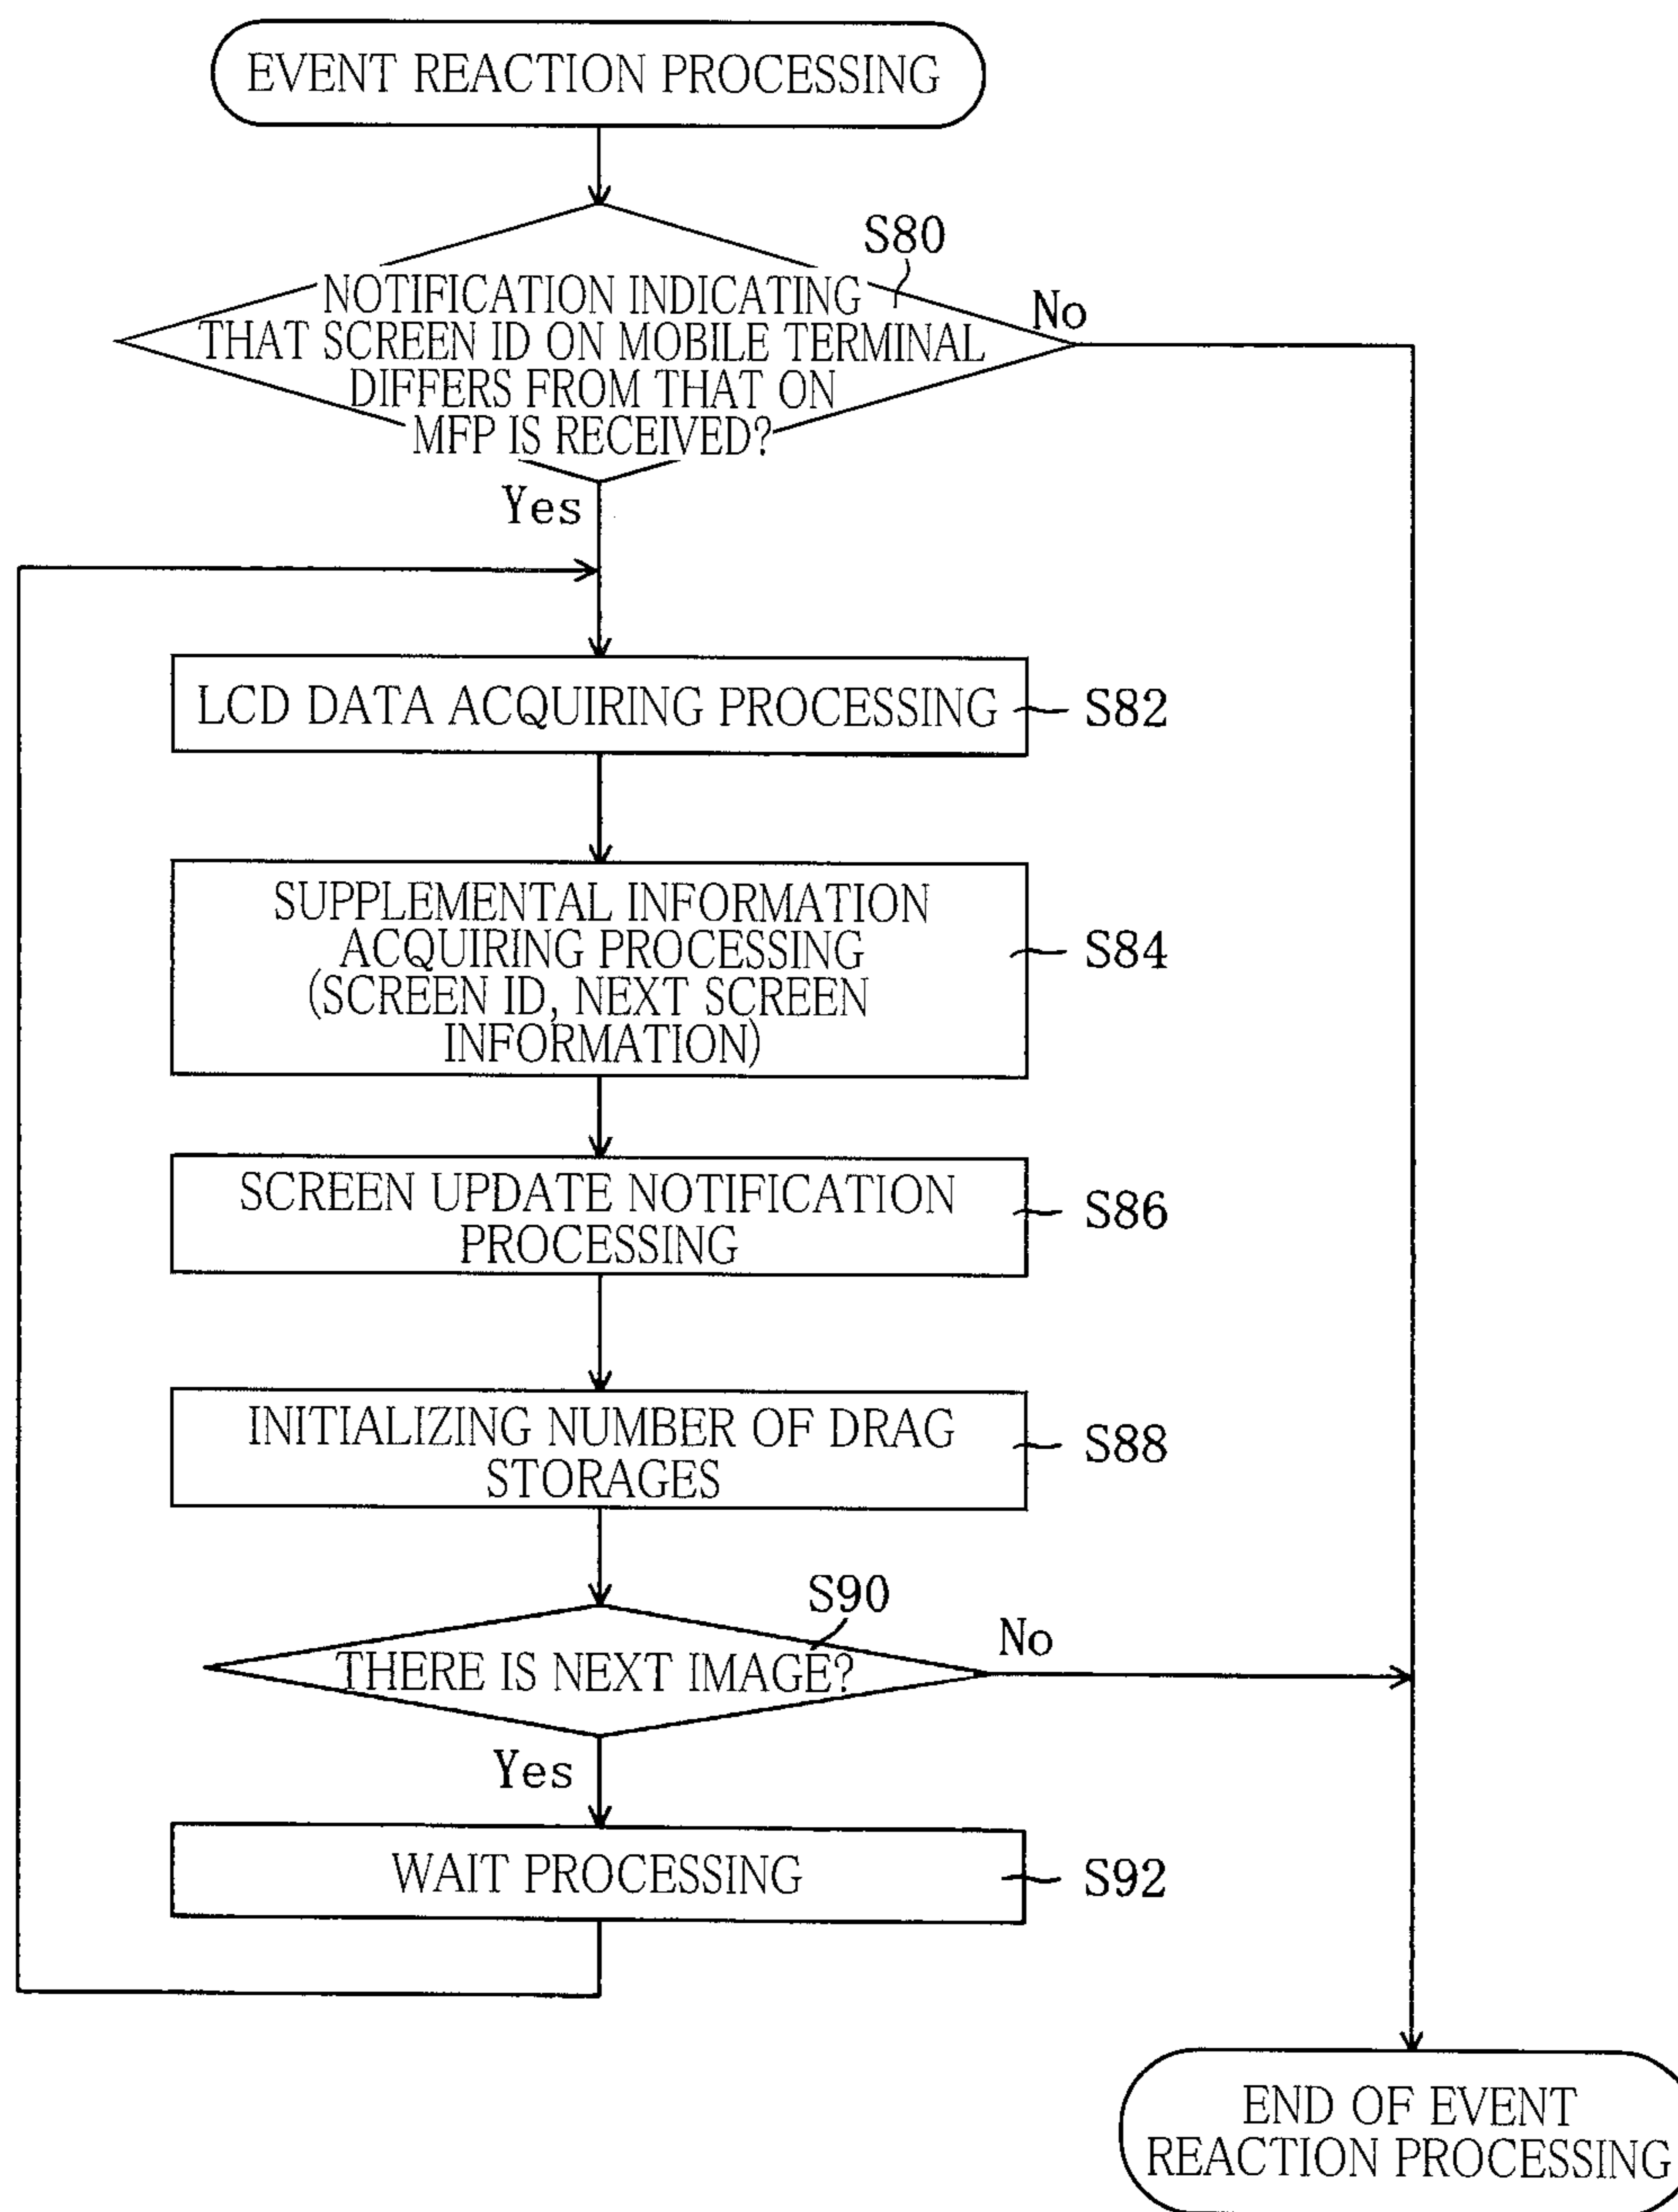 EVENT REACTION PROCESSING
S80
NOTIFICATION INDICATING
THAT SCREEN ID ON MOBILE TERMINAL
DIFFERS FROM THAT ON
MFP IS RECEIVED?
No
Yes
LCD DATA ACQUIRING PROCESSING
S82
SUPPLEMENTAL INFORMATION
ACQUIRING PROCESSING
(SCREEN ID, NEXT SCREEN
INFORMATION)
S84
SCREEN UPDATE NOTIFICATION
PROCESSING
S86
INITIALIZING NUMBER OF DRAG
STORAGES
S88
S90
THERE IS NEXT IMAGE?
No
Yes
WAIT PROCESSING
S92
END OF EVENT
REACTION PROCESSING